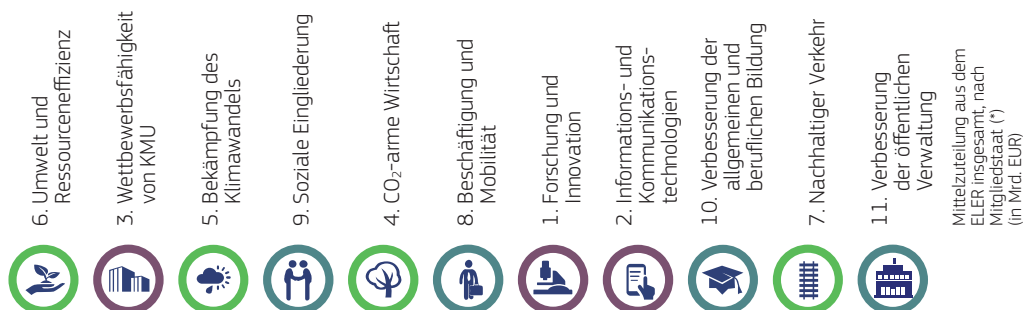 6. Umwelt und
Ressourceneffizienz
3. Wettbewerbsfähigkeit
von KMU
5. Bekämpfung des
Klimawandels
9. Soziale Eingliederung
4. CO₂-arme Wirtschaft
8. Beschäftigung und
Mobilität
1. Forschung und
Innovation
2. Informations- und
Kommunikations-
technologien
10. Verbesserung der
allgemeinen und
beruflichen Bildung
7. Nachhaltiger Verkehr
11. Verbesserung
der öffentlichen
Verwaltung
Mittelzuteilung aus dem
ELER insgesamt, nach
Mitgliedstaat (*)
(in Mrd. EUR)